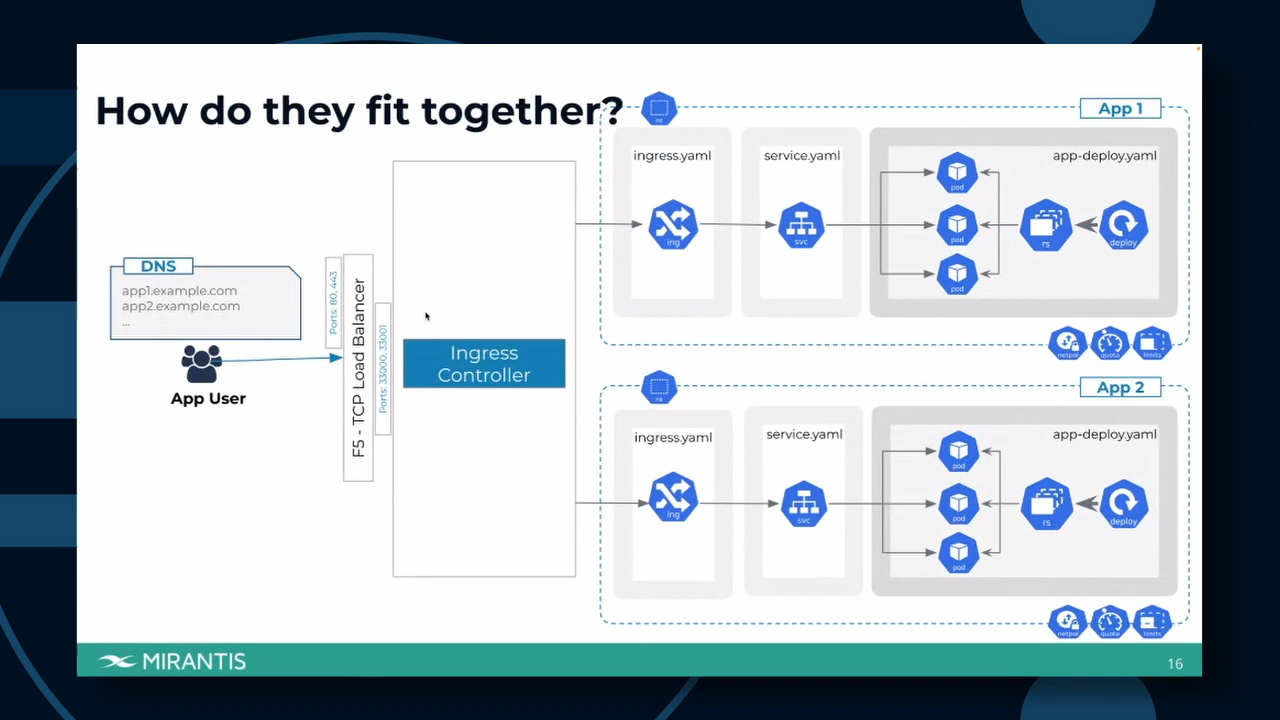 How do they fit together?
DNS
app1.example.com
app2.example.com
...
App User
Ports: 80, 443
F5 - TCP Load Balancer
Ports: 33000, 33001
Ingress
Controller
ns
App 1
ingress.yaml
service.yaml
app-deploy.yaml
ing
svc
pod
pod
pod
rs
deploy
netpol
quota
limits
ns
App 2
ingress.yaml
service.yaml
app-deploy.yaml
ing
svc
pod
pod
pod
rs
deploy
netpol
quota
limits
MIRANTIS
16